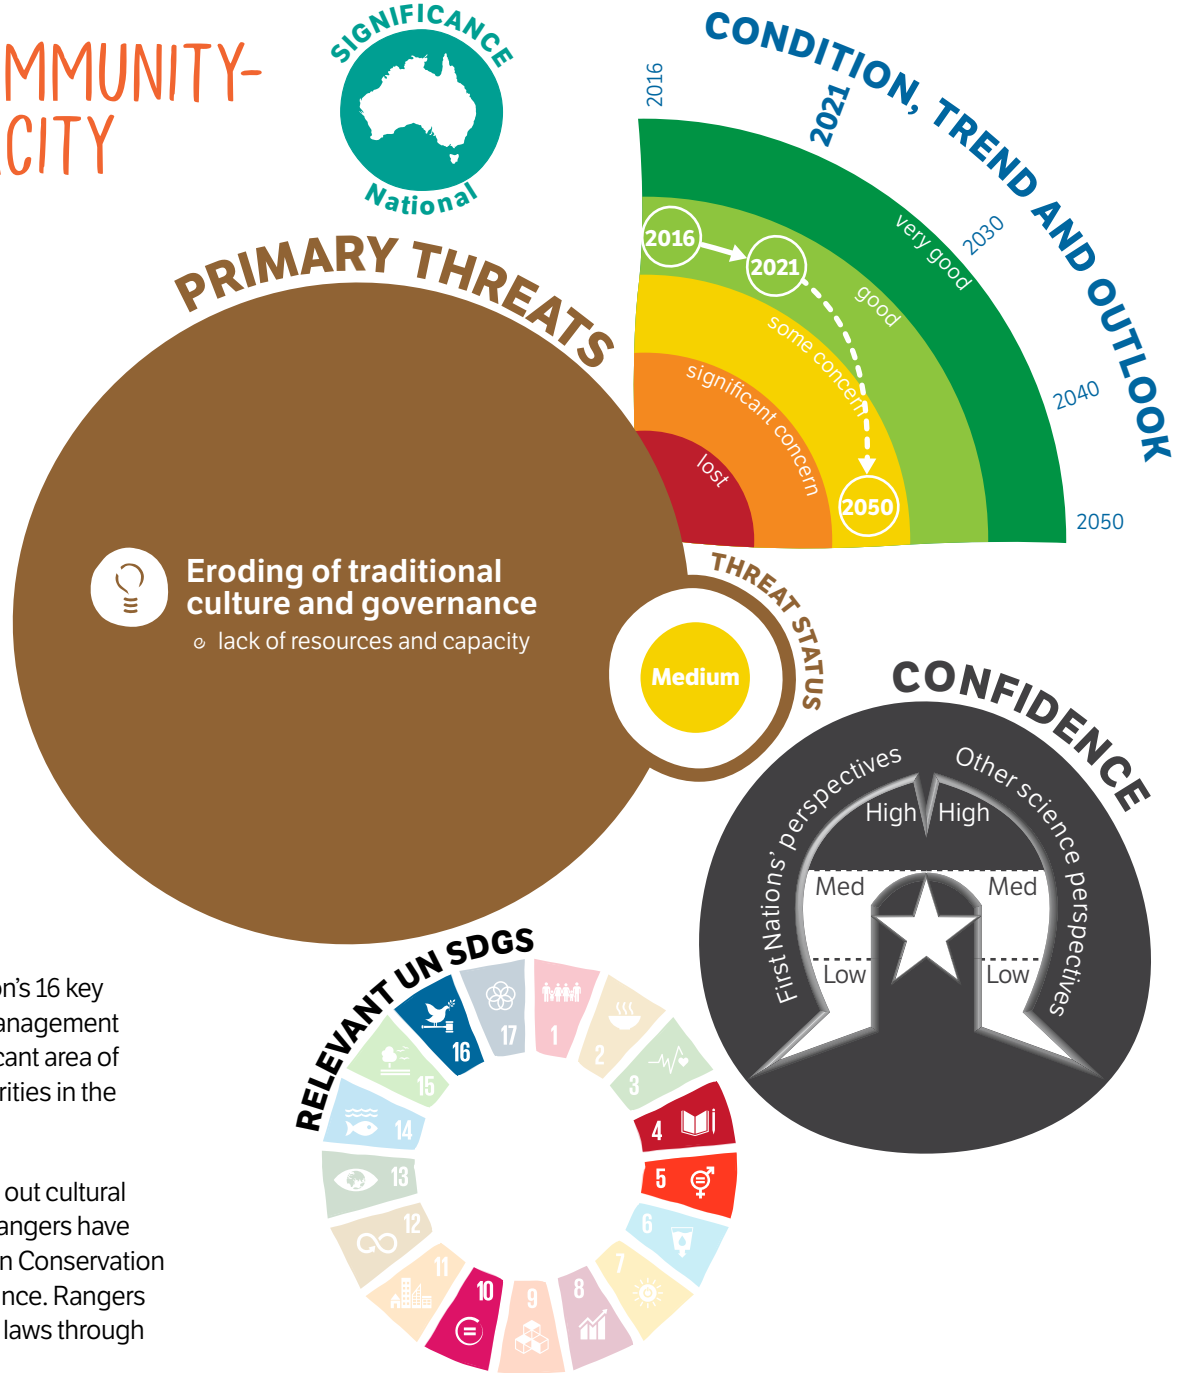 MMUNITY-
CITY
SIGNIFICANCE
National
CONDITION, TREND AND OUTLOOK
2016
2021
2030
2040
2050
very good
good
some concern
significant concern
lost
2016
2021
2050
PRIMARY THREATS
Eroding of traditional
culture and governance
lack of resources and capacity
THREAT STATUS
Medium
CONFIDENCE
First Nations' perspectives
Other science perspectives
High High
Med Med
Low Low
on's 16 key
anagement
cant area of
rities in the
out cultural
angers have
n Conservation
nce. Rangers
laws through
RELEVANT UN SDGS
1
2
3
4
5
6
7
8
9
10
11
12
13
14
15
16
17